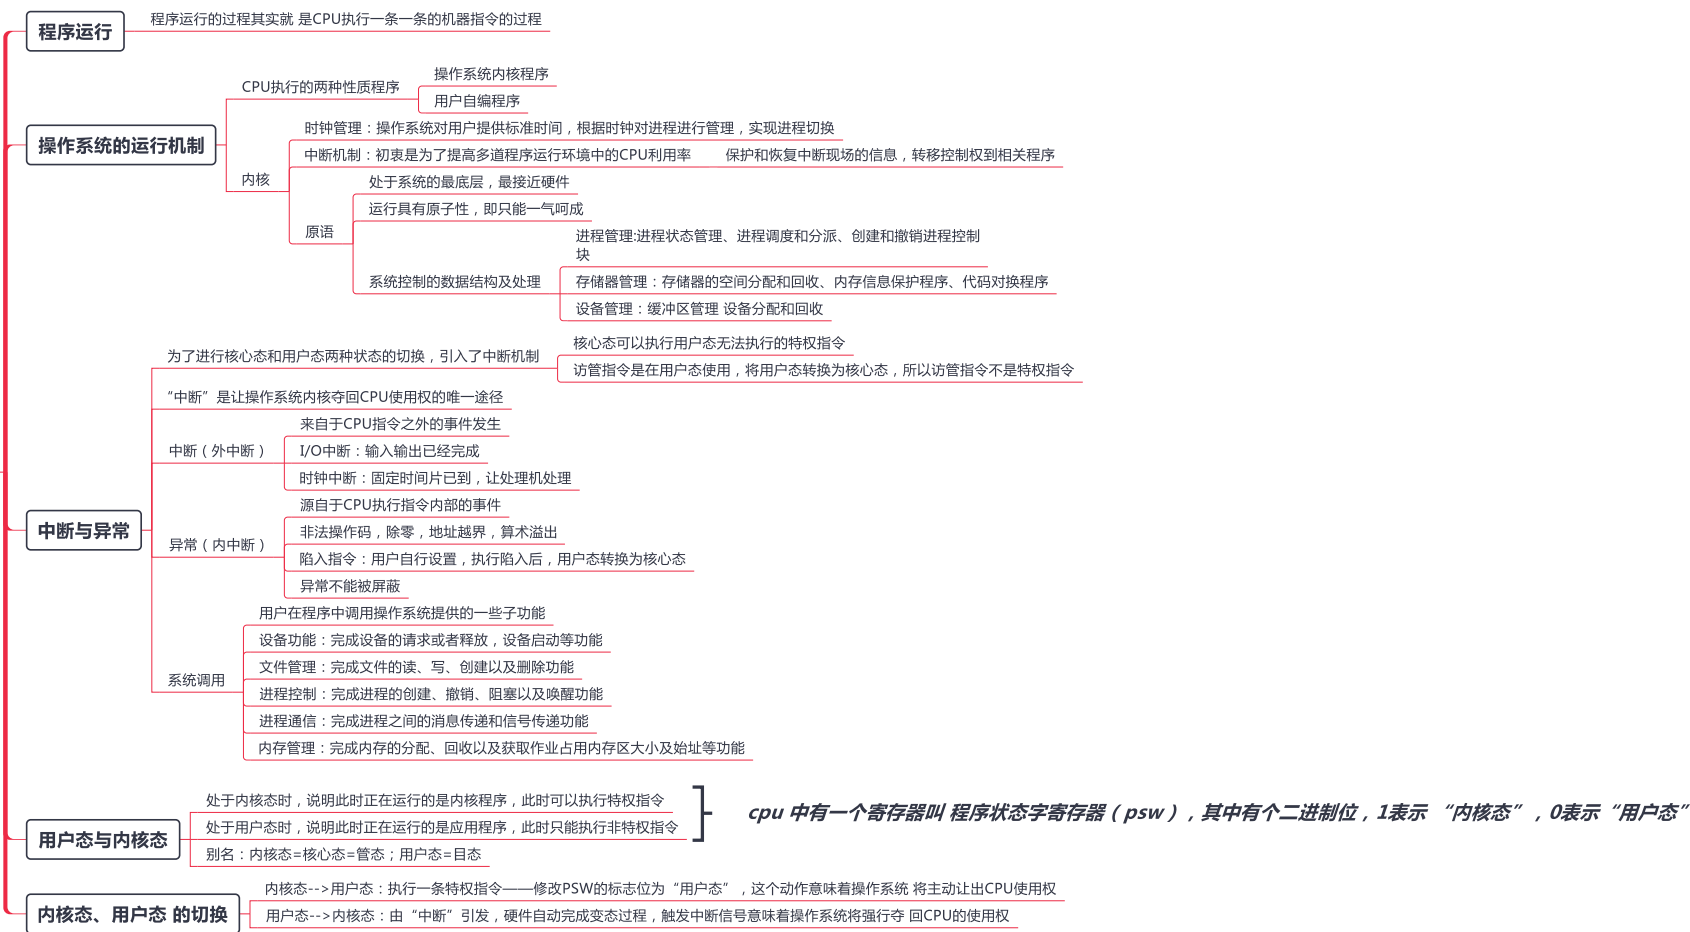 程序运行
程序运行的过程其实就 是CPU执行一条一条的机器指令的过程
操作系统的运行机制
CPU执行的两种性质程序
操作系统内核程序
用户自编程序
内核
时钟管理：操作系统对用户提供标准时间，根据时钟对进程进行管理，实现进程切换
中断机制：初衷是为了提高多道程序运行环境中的CPU利用率
保护和恢复中断现场的信息，转移控制权到相关程序
原语
处于系统的最底层，最接近硬件
运行具有原子性，即只能一气呵成
系统控制的数据结构及处理
进程管理:进程状态管理、进程调度和分派、创建和撤销进程控制
块
存储器管理：存储器的空间分配和回收、内存信息保护程序、代码对换程序
设备管理：缓冲区管理 设备分配和回收
中断与异常
为了进行核心态和用户态两种状态的切换，引入了中断机制
核心态可以执行用户态无法执行的特权指令
访管指令是在用户态使用，将用户态转换为核心态，所以访管指令不是特权指令
“中断”是让操作系统内核夺回CPU使用权的唯一途径
中断（外中断）
来自于CPU指令之外的事件发生
I/O中断：输入输出已经完成
时钟中断：固定时间片已到，让处理机处理
异常（内中断）
源自于CPU执行指令内部的事件
非法操作码，除零，地址越界，算术溢出
陷入指令：用户自行设置，执行陷入后，用户态转换为核心态
异常不能被屏蔽
系统调用
用户在程序中调用操作系统提供的一些子功能
设备功能：完成设备的请求或者释放，设备启动等功能
文件管理：完成文件的读、写、创建以及删除功能
进程控制：完成进程的创建、撤销、阻塞以及唤醒功能
进程通信：完成进程之间的消息传递和信号传递功能
内存管理：完成内存的分配、回收以及获取作业占用内存区大小及始址等功能
用户态与内核态
处于内核态时，说明此时正在运行的是内核程序，此时可以执行特权指令
处于用户态时，说明此时正在运行的是应用程序，此时只能执行非特权指令
别名：内核态=核心态=管态；用户态=目态
cpu 中有一个寄存器叫 程序状态字寄存器（psw），其中有个二进制位，1表示 “内核态”，0表示“用户态”
内核态、用户态 的切换
内核态-->用户态：执行一条特权指令——修改PSW的标志位为“用户态”，这个动作意味着操作系统 将主动让出CPU使用权
用户态-->内核态：由“中断”引发，硬件自动完成变态过程，触发中断信号意味着操作系统将强行夺 回CPU的使用权